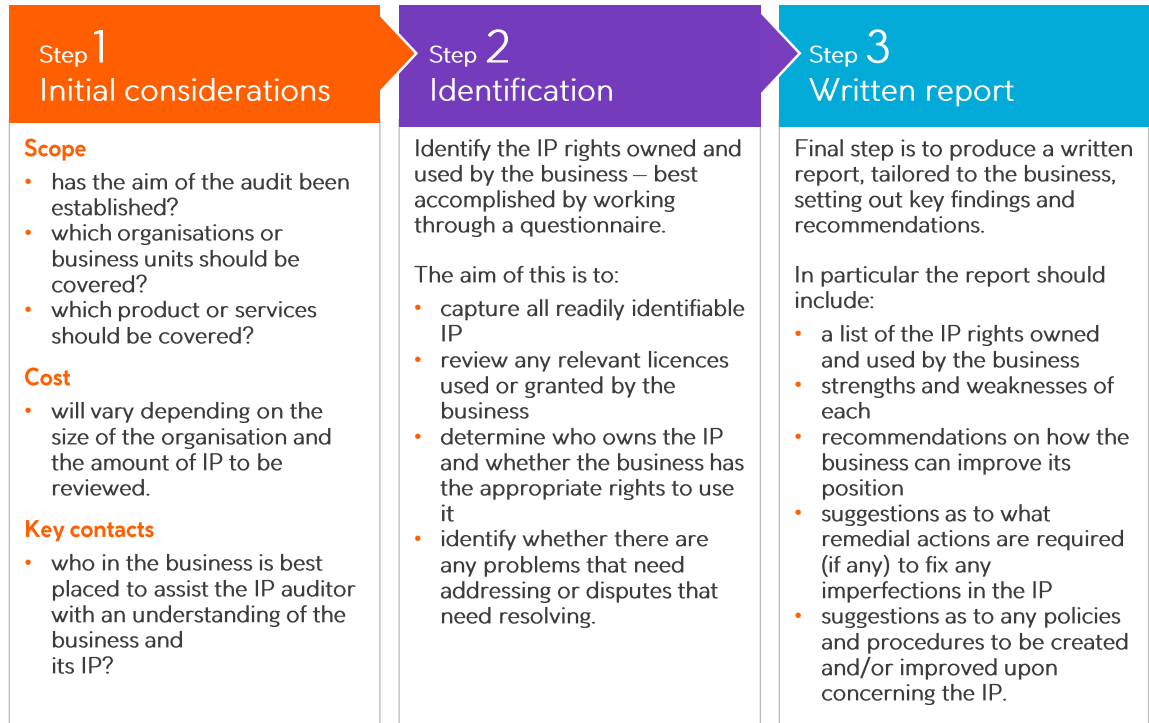 Step 1
Initial considerations
Scope
• has the aim of the audit been
established?
• which organisations or
business units should be
covered?
• which product or services
should be covered?
Cost
• will vary depending on the
size of the organisation and
the amount of IP to be
reviewed.
Key contacts
• who in the business is best
placed to assist the IP auditor
with an understanding of the
business and
its IP?
Step 2
Identification
Identify the IP rights owned and
used by the business – best
accomplished by working
through a questionnaire.
The aim of this is to:
• capture all readily identifiable
IP
• review any relevant licences
used or granted by the
business
• determine who owns the IP
and whether the business has
the appropriate rights to use
it
• identify whether there are
any problems that need
addressing or disputes that
need resolving.
Step 3
Written report
Final step is to produce a written
report, tailored to the business,
setting out key findings and
recommendations.
In particular the report should
include:
• a list of the IP rights owned
and used by the business
• strengths and weaknesses of
each
• recommendations on how the
business can improve its
position
• suggestions as to what
remedial actions are required
(if any) to fix any
imperfections in the IP
• suggestions as to any policies
and procedures to be created
and/or improved upon
concerning the IP.